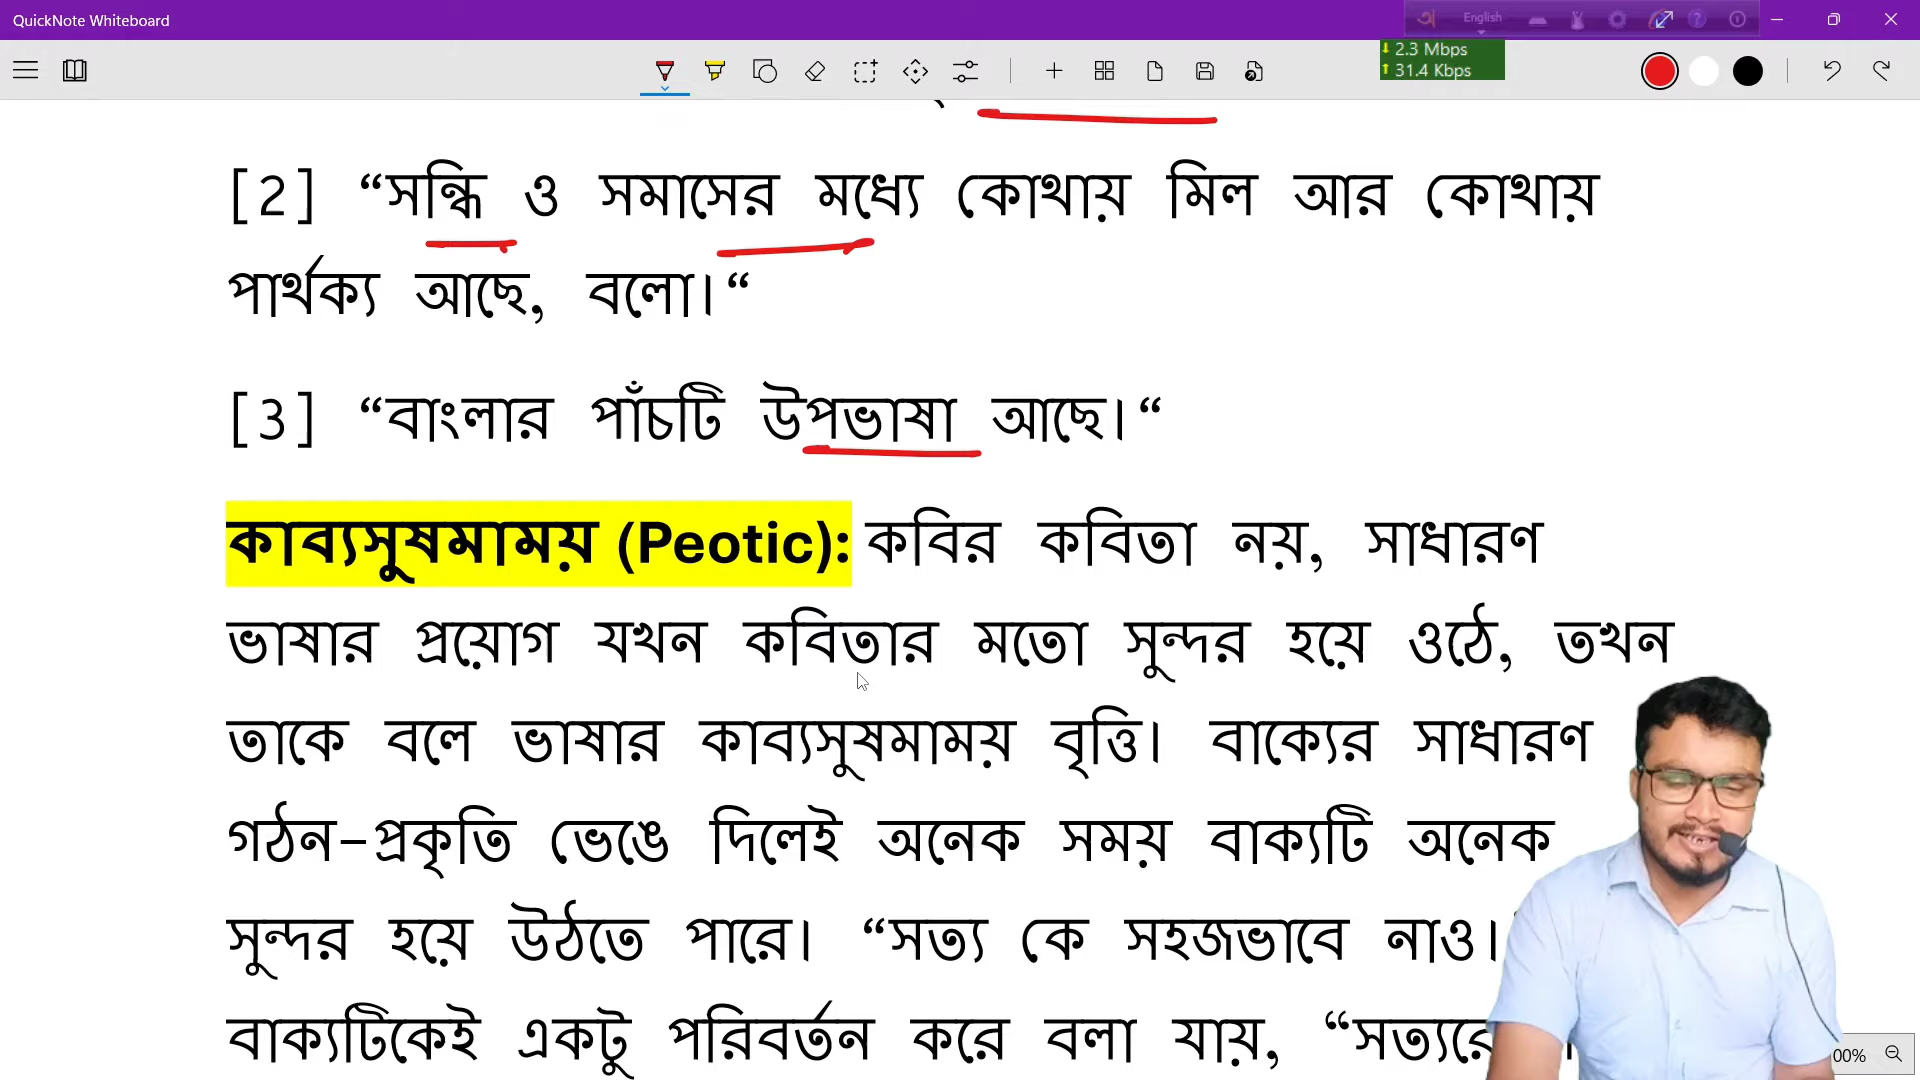 QuickNote Whiteboard
English
2.3 Mbps
31.4 Kbps
[2] “সন্ধি ও সমাসের মধ্যে কোথায় মিল আর কোথায়
পার্থক্য আছে, বলো।“
[3] “বাংলার পাঁচটি উপভাষা আছে।“
কাব্যসুষমাময় (Peotic): কবির কবিতা নয়, সাধারণ
ভাষার প্রয়োগ যখন কবিতার মতো সুন্দর হয়ে ওঠে, তখন
তাকে বলে ভাষার কাব্যসুষমাময় বৃত্তি। বাক্যের সাধারণ
গঠন-প্রকৃতি ভেঙে দিলেই অনেক সময় বাক্যটি অনেক
সুন্দর হয়ে উঠতে পারে। “সত্য কে সহজভাবে নাও।
বাক্যটিকেই একটু পরিবর্তন করে বলা যায়, “সত্যরে
00%